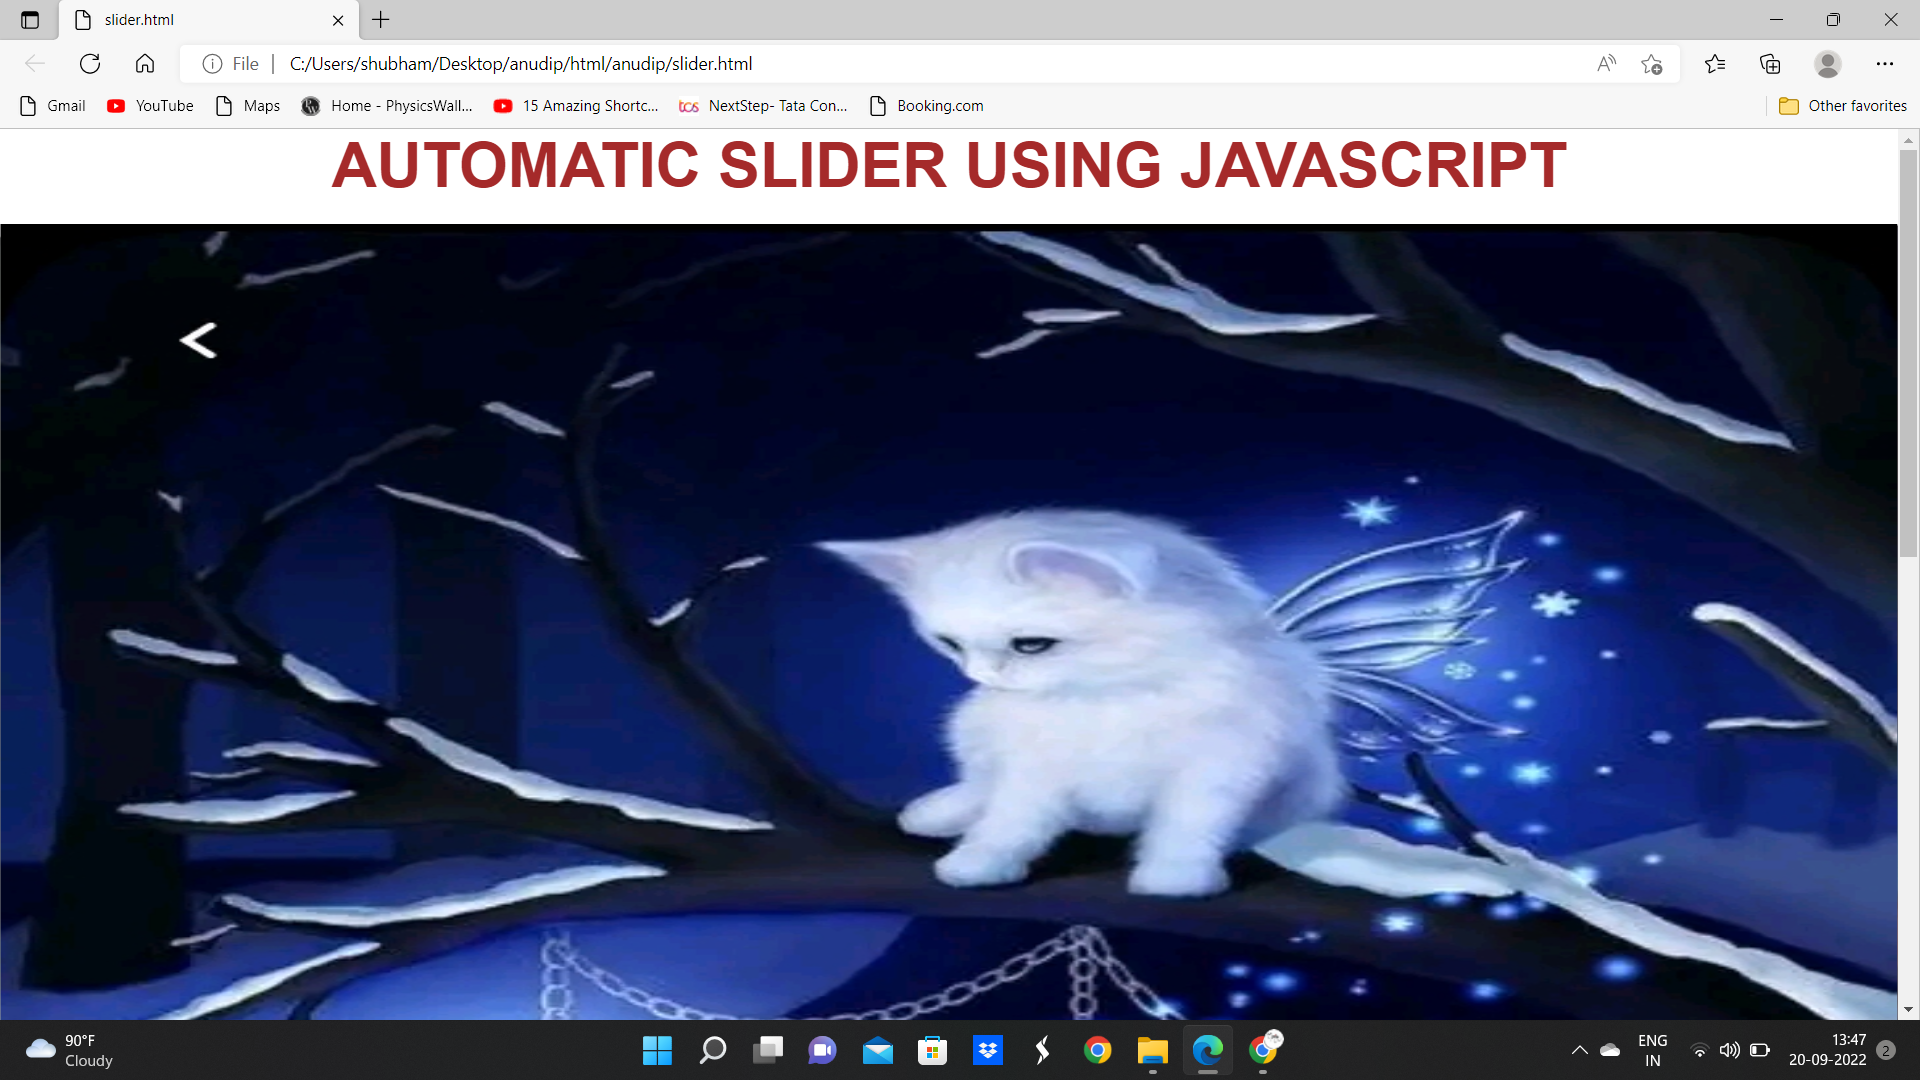 slider.html
File
C:/Users/shubham/Desktop/anudip/html/anudip/slider.html
Gmail
YouTube
Maps
Home - PhysicsWall...
15 Amazing Shortc...
tcs NextStep- Tata Con...
Booking.com
Other favorites
AUTOMATIC SLIDER USING JAVASCRIPT
<
90°F
Cloudy
ENG
IN
13:47
20-09-2022
2